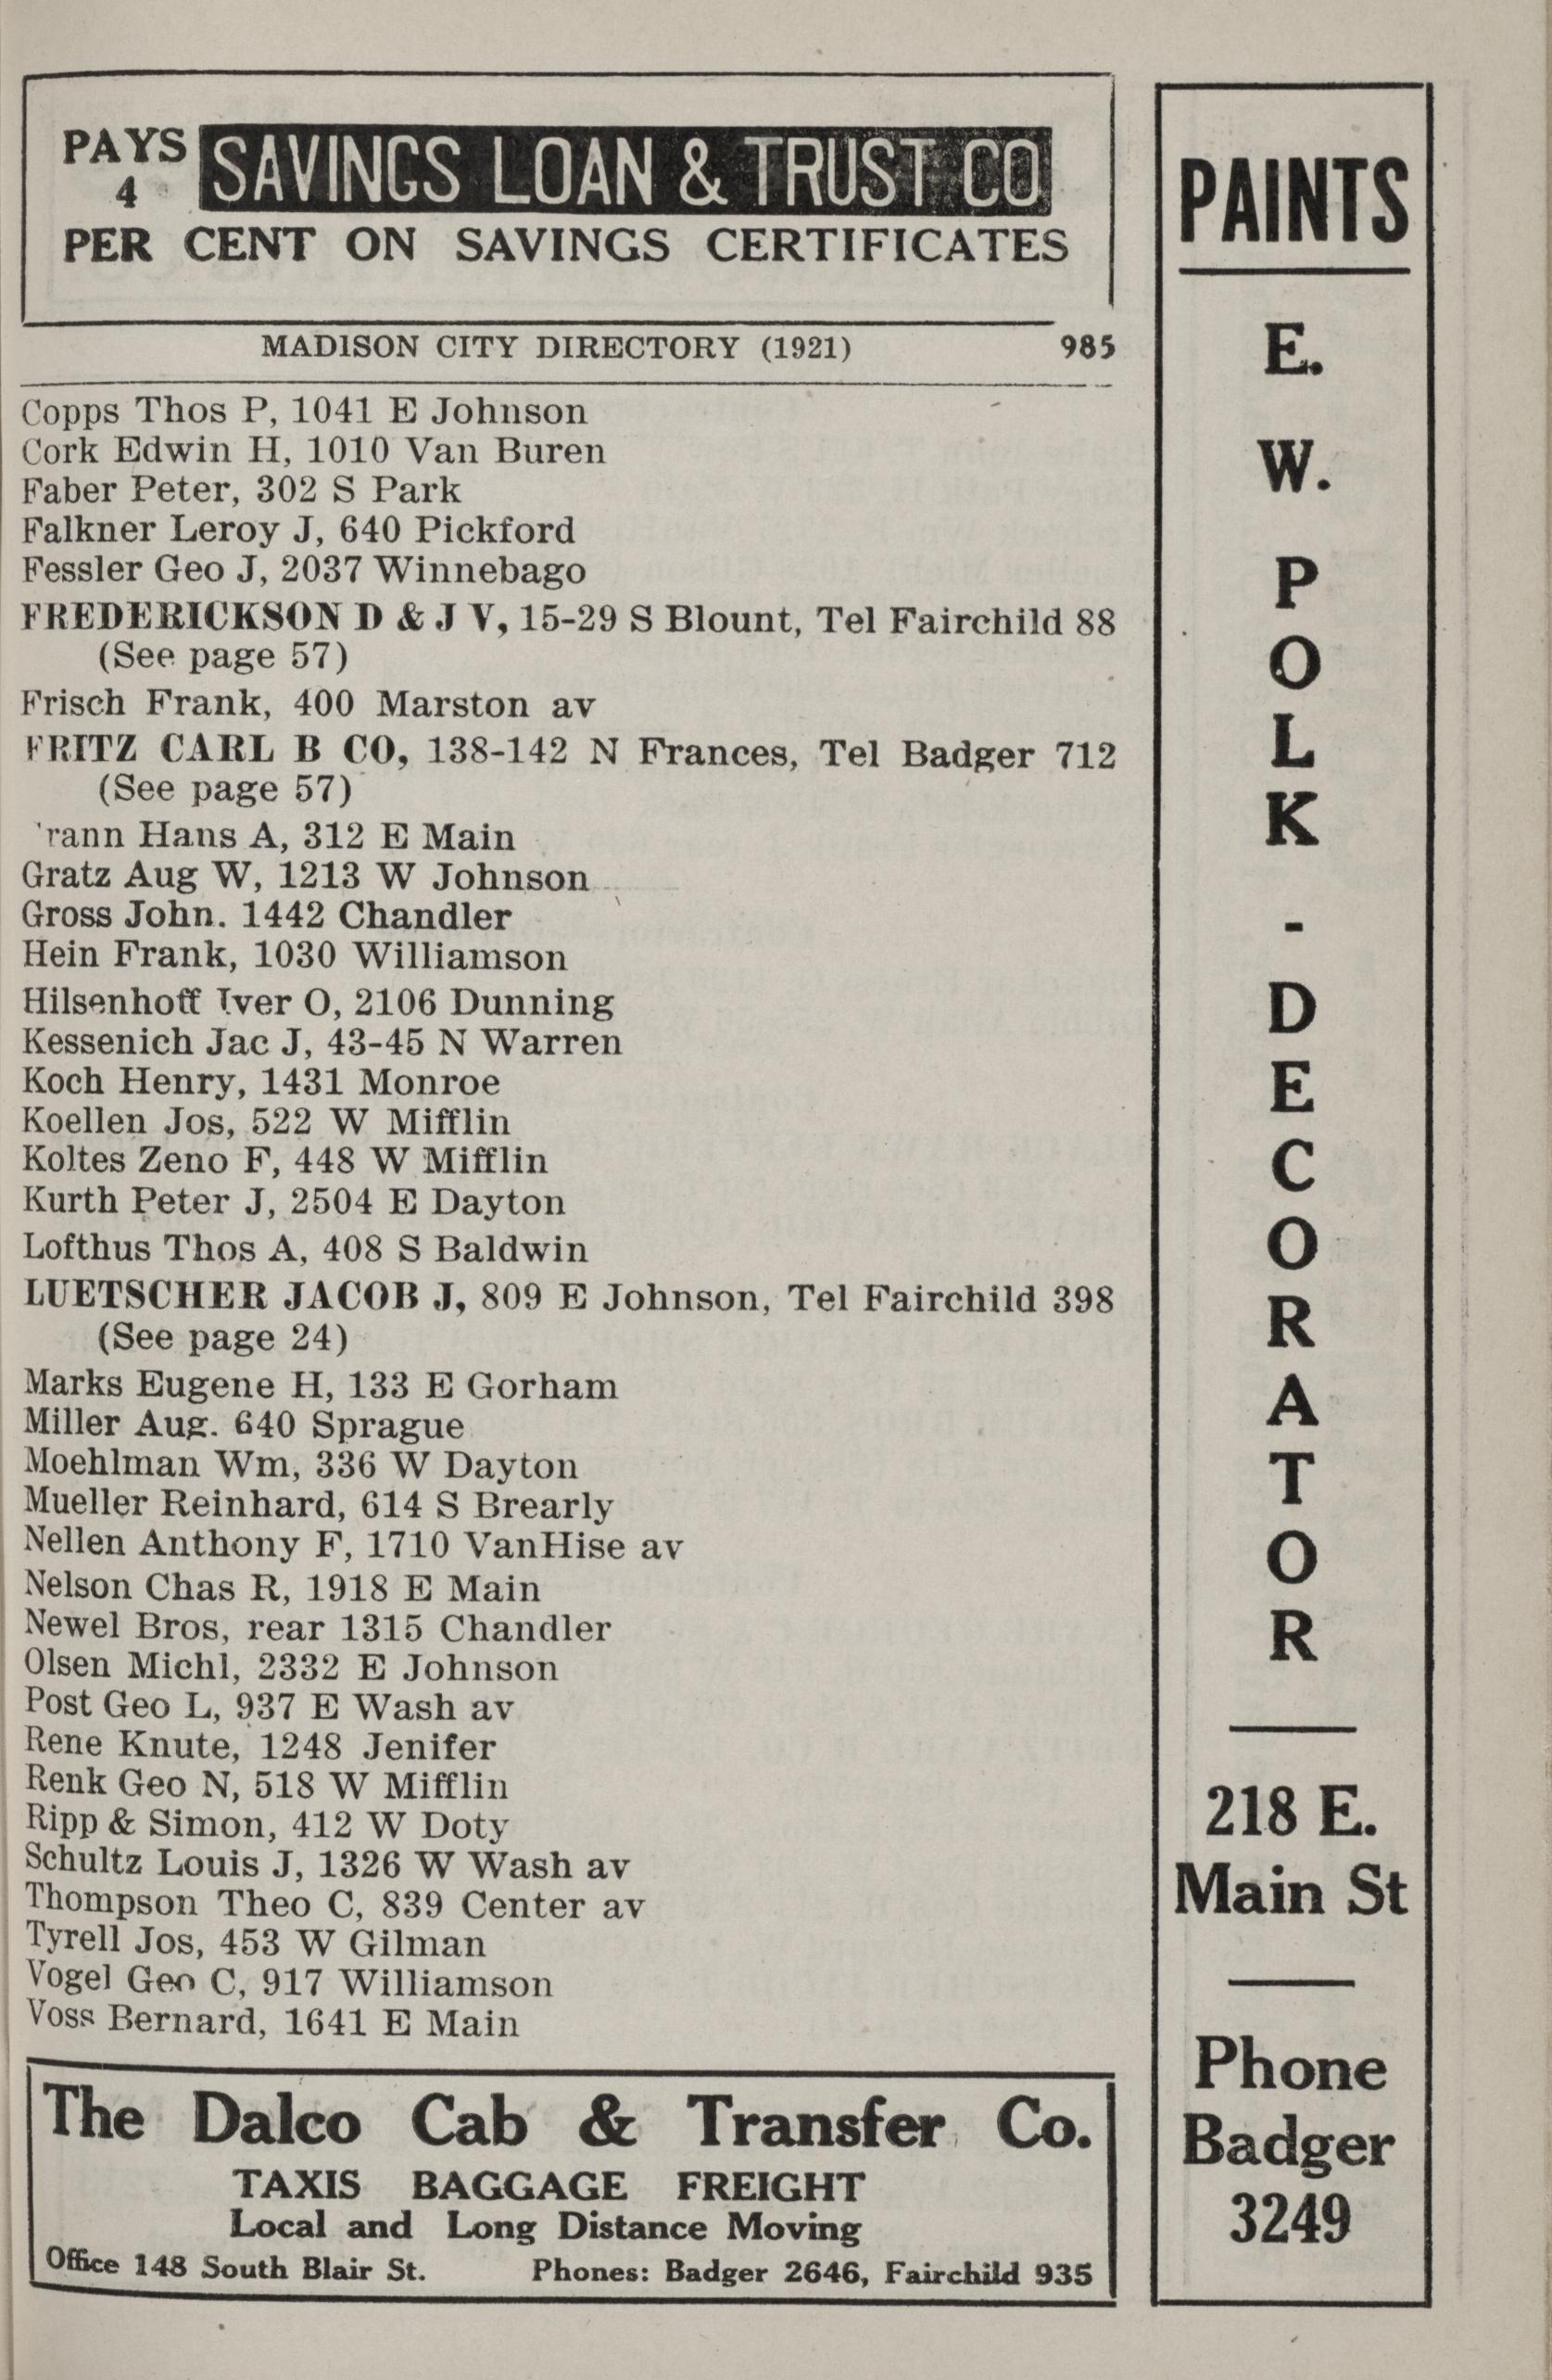 PAYS
4
SAVINGS LOAN & TRUST CO
PER CENT ON SAVINGS CERTIFICATES
MADISON CITY DIRECTORY (1921) 985
Copps Thos P, 1041 E Johnson
Cork Edwin H, 1010 Van Buren
Faber Peter, 302 S Park
Falkner Leroy J, 640 Pickford
Fessler Geo J, 2037 Winnebago
FREDERICKSON D & J V, 15-29 S Blount, Tel Fairchild 88
(See page 57)
Frisch Frank, 400 Marston av
FRITZ CARL B CO, 138-142 N Frances, Tel Badger 712
(See page 57)
Hans A, 312 E Main
Gratz Aug W, 1213 W Johnson
Gross John. 1442 Chandler
Hein Frank, 1030 Williamson
Hilsenhoff Iver O, 2106 Dunning
Kessenich Jac J, 43-45 N Warren
Koch Henry, 1431 Monroe
Koellen Jos, 522 W Mifflin
Koltes Zeno F, 448 W Mifflin
Kurth Peter J, 2504 E Dayton
Lofthus Thos A, 408 S Baldwin
LUETSCHER JACOB J, 809 E Johnson, Tel Fairchild 398
(See page 24)
Marks Eugene H, 133 E Gorham
Miller Aug. 640 Sprague
Moehlman Wm, 336 W Dayton
Mueller Reinhard, 614 S Brearly
Nellen Anthony F, 1710 VanHise av
Nelson Chas R, 1918 E Main
Newel Bros, rear 1315 Chandler
Olsen Michl, 2332 E Johnson
Post Geo L, 937 E Wash av
Rene Knute, 1248 Jenifer
Renk Geo N, 518 W Mifflin
Ripp & Simon, 412 W Doty
Schultz Louis J, 1326 W Wash av
Thompson Theo C, 839 Center av
Tyrell Jos, 453 W Gilman
Vogel Geo C, 917 Williamson
Voss Bernard, 1641 E Main
The Dalco Cab & Transfer Co.
TAXIS BAGGAGE FREIGHT
Local and Long Distance Moving
Office 148 South Blair St. Phones: Badger 2646, Fairchild 935
PAINTS
E.
W.
P
O
L
K
-
D
E
C
O
R
A
T
O
R
218 E.
Main St
Phone
Badger
3249